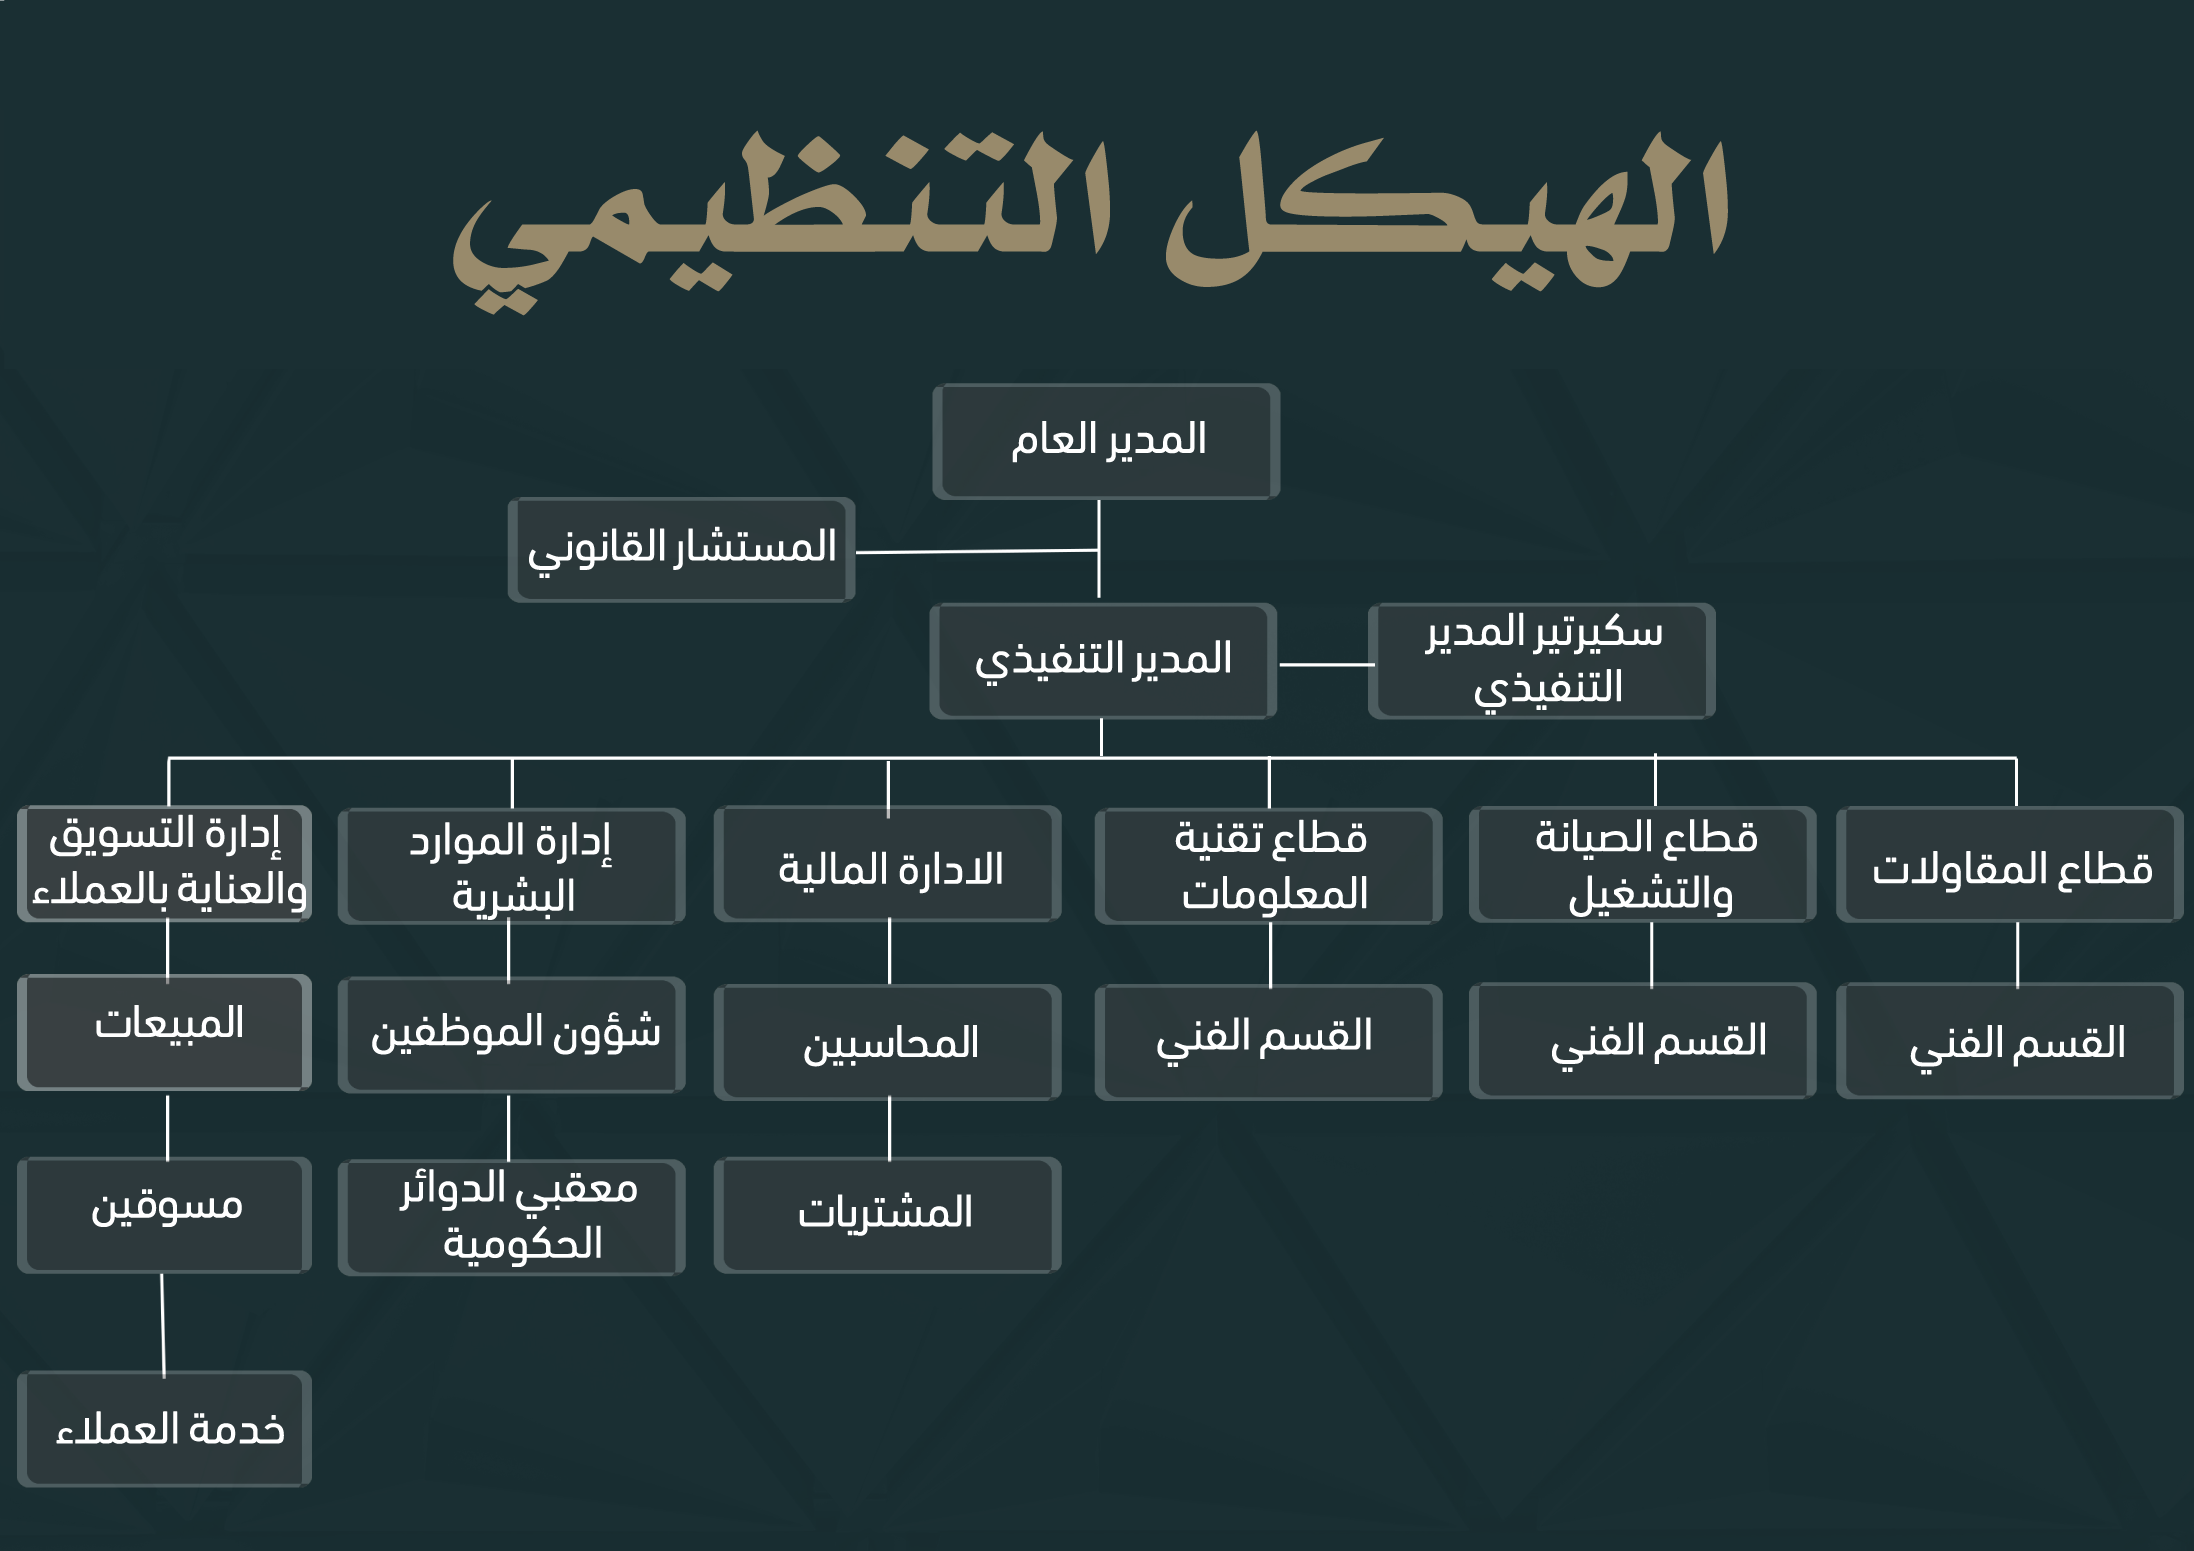 الهيكل التنظيمي
المدير العام
المستشار القانوني
سكيرتير المدير
التنفيذي
المدير التنفيذي
قطاع المقاولات
قطاع الصيانة
والتشغيل
قطاع تقنية
المعلومات
الادارة المالية
إدارة الموارد
البشرية
إدارة التسويق
والعناية بالعملاء
القسم الفني
القسم الفني
القسم الفني
المحاسبين
شؤون الموظفين
المبيعات
المشتريات
معقبي الدوائر
الحكومية
مسوقين
خدمة العملاء